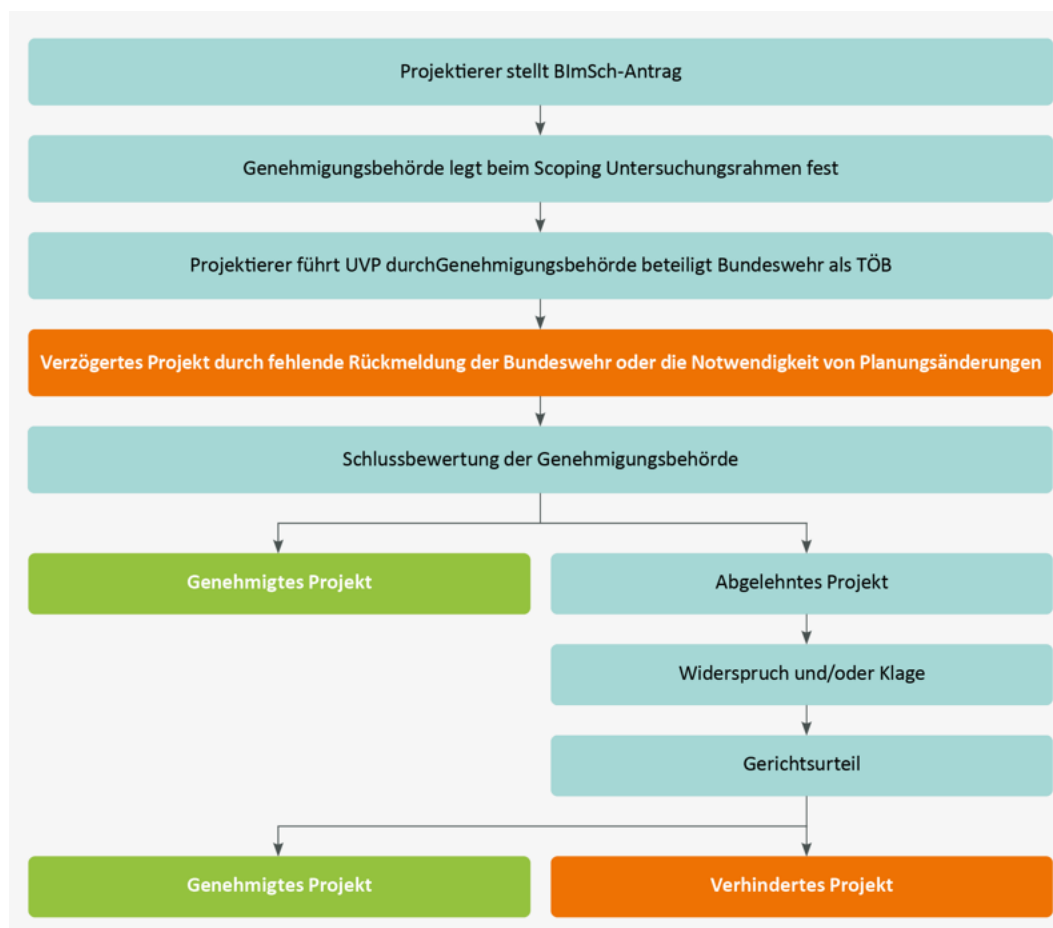 Projektierer stellt BImSch-Antrag
Genehmigungsbehörde legt beim Scoping Untersuchungsrahmen fest
Projektierer führt UVP durchGenehmigungsbehörde beteiligt Bundeswehr als TÖB
Verzögertes Projekt durch fehlende Rückmeldung der Bundeswehr oder die Notwendigkeit von Planungsänderungen
Schlussbewertung der Genehmigungsbehörde
Genehmigtes Projekt
Abgelehntes Projekt
Widerspruch und/oder Klage
Gerichtsurteil
Genehmigtes Projekt
Verhindertes Projekt